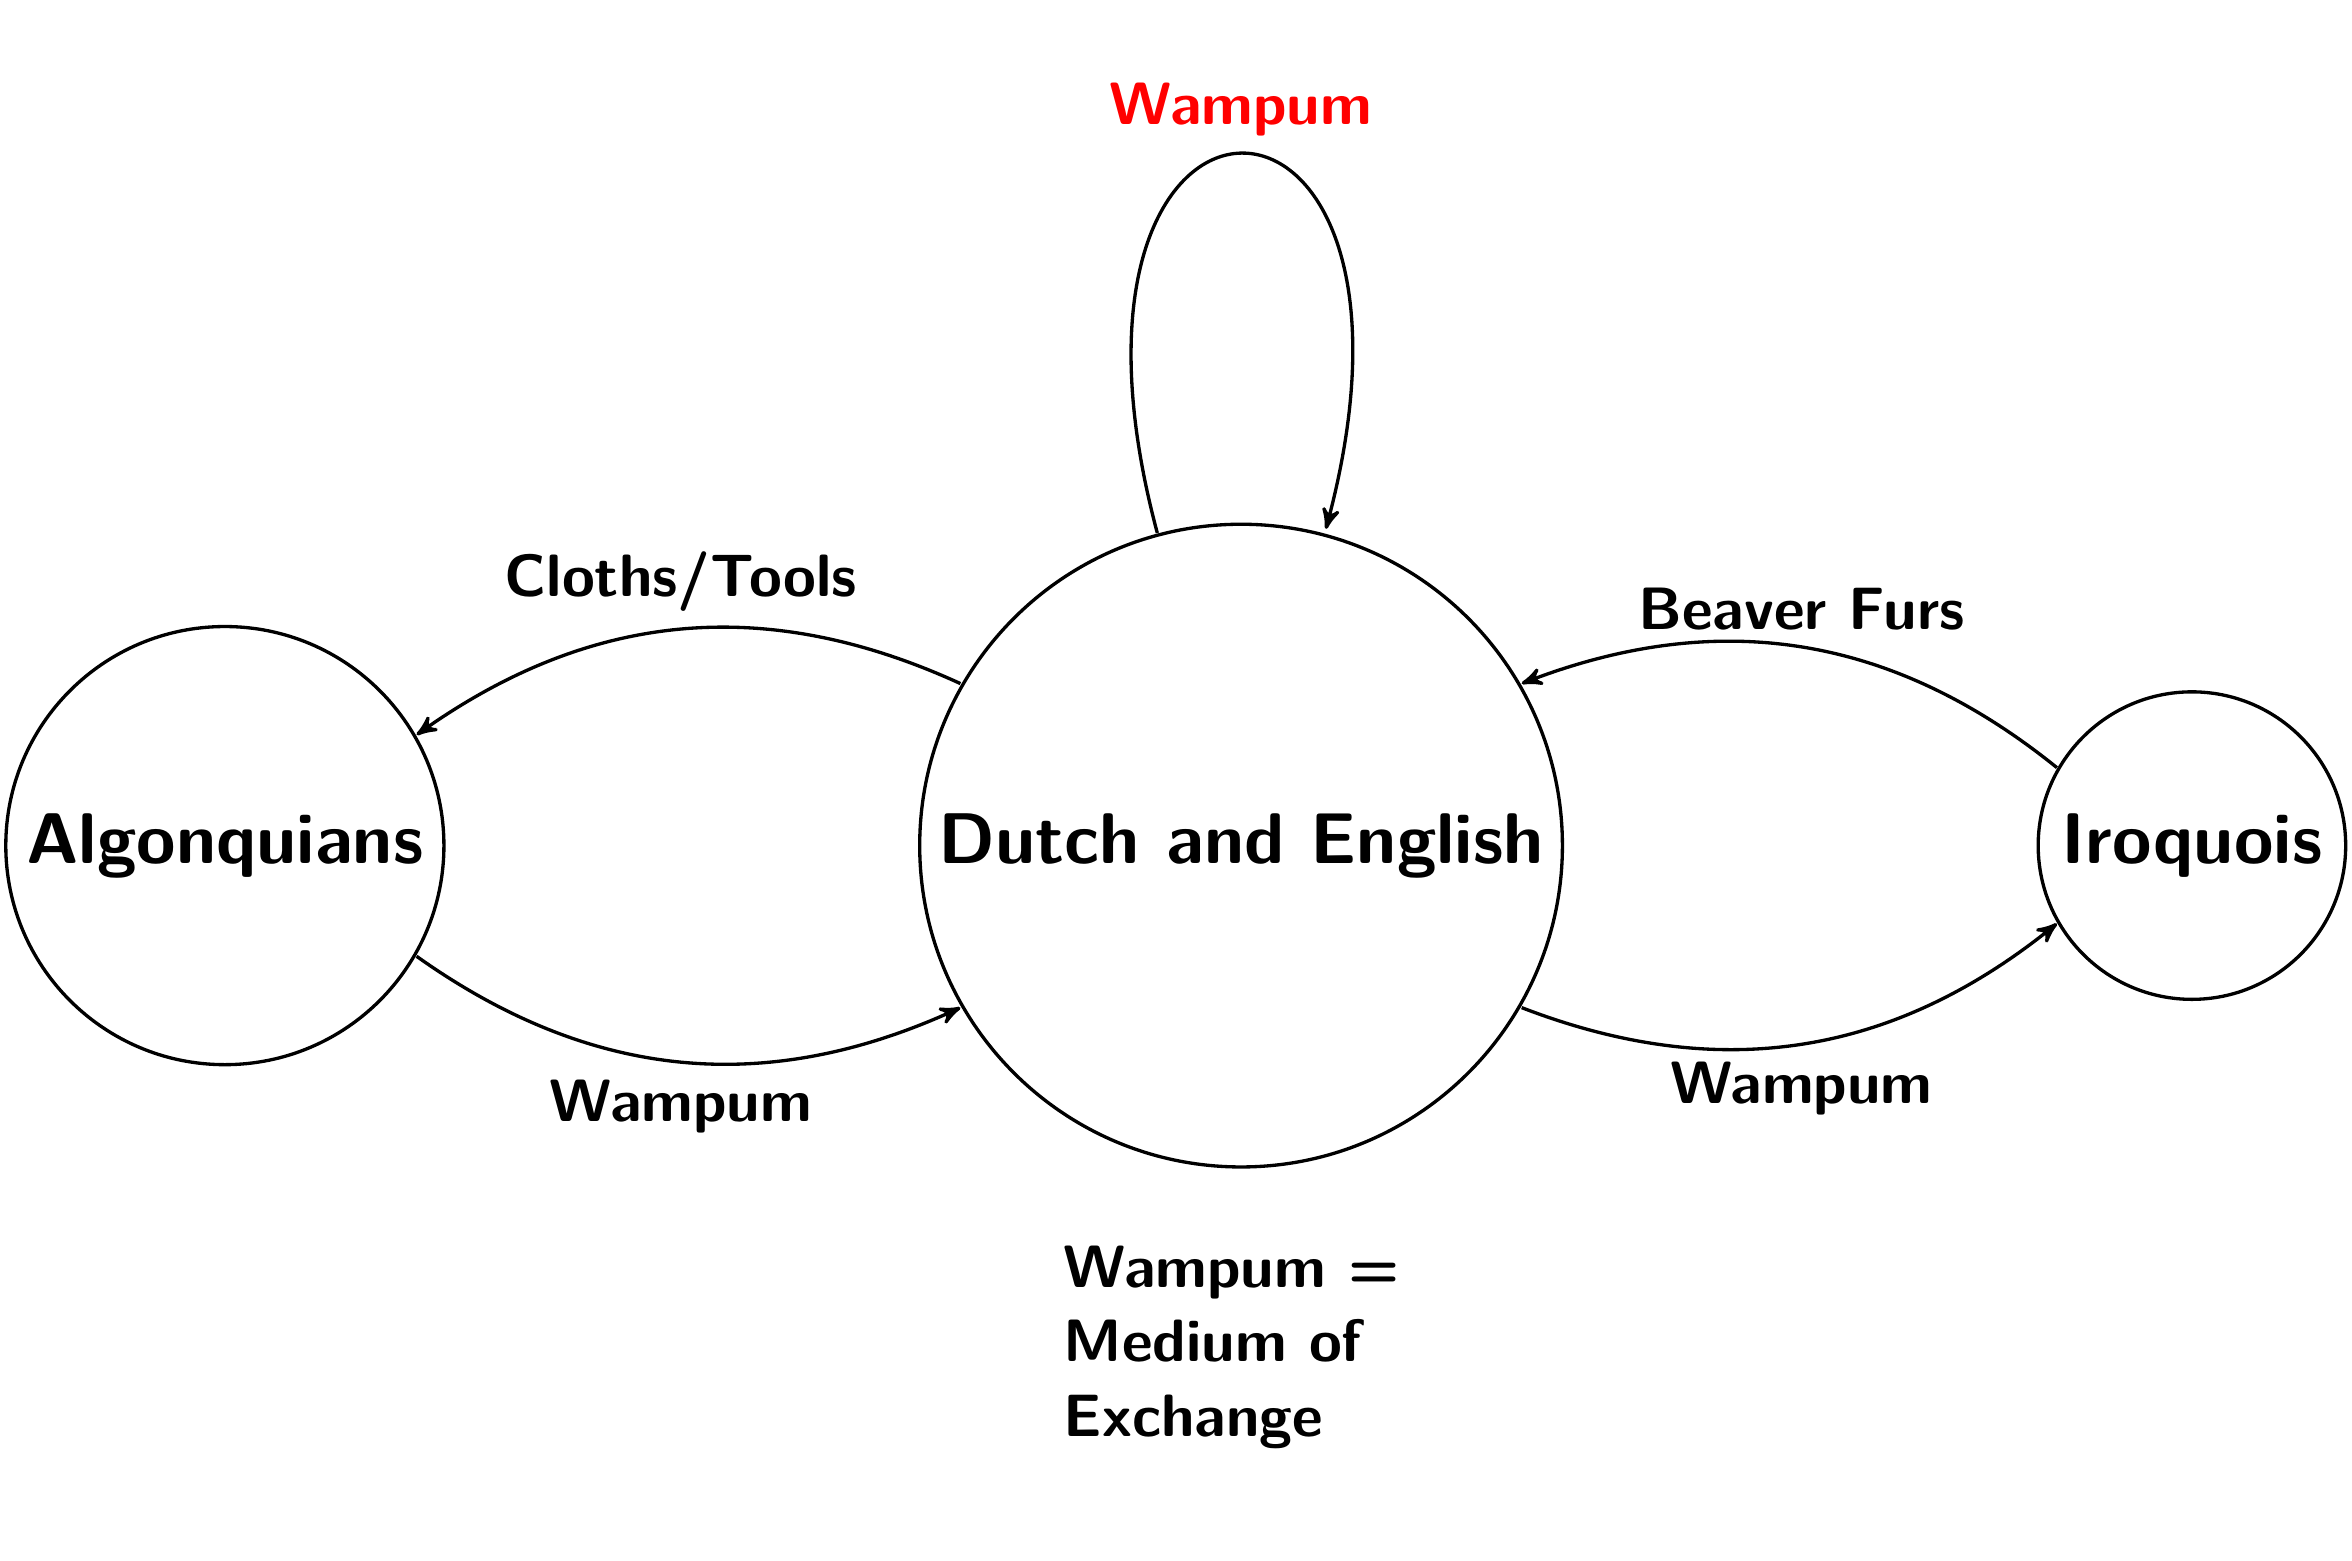 Wampum
Cloths/Tools
Beaver Furs
Algonquians
Dutch and English
Iroquois
Wampum
Wampum
Wampum =
Medium of
Exchange